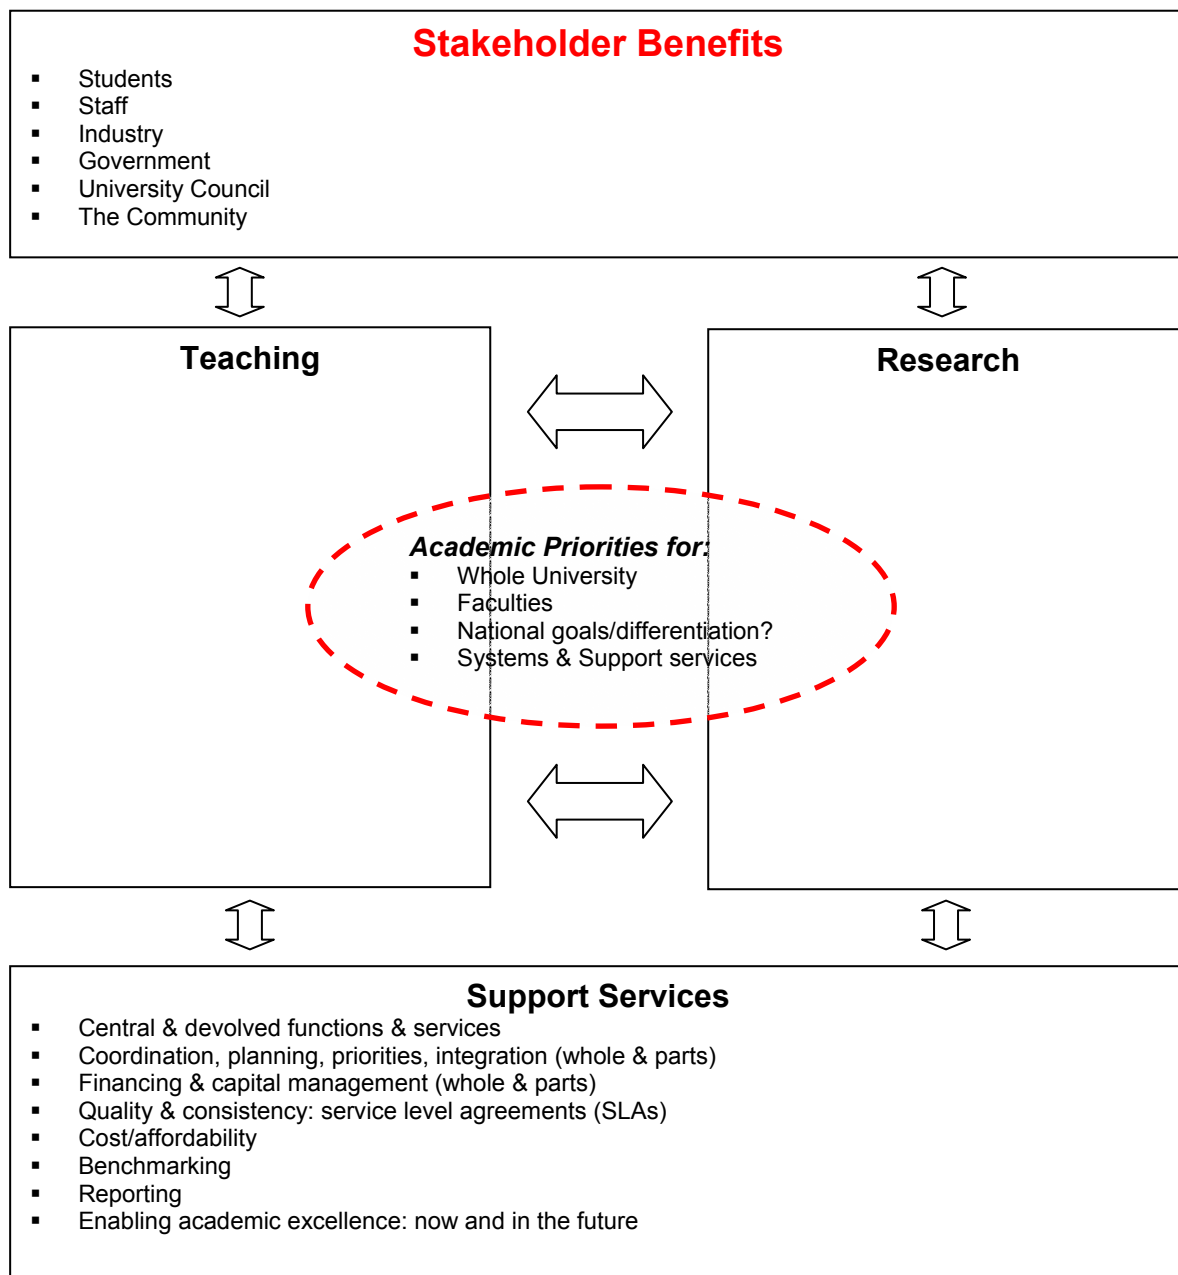 Stakeholder Benefits
▪ Students
▪ Staff
▪ Industry
▪ Government
▪ University Council
▪ The Community
Teaching
Research
Academic Priorities for:
▪ Whole University
▪ Faculties
▪ National goals/differentiation?
▪ Systems & Support services
Support Services
▪ Central & devolved functions & services
▪ Coordination, planning, priorities, integration (whole & parts)
▪ Financing & capital management (whole & parts)
▪ Quality & consistency: service level agreements (SLAs)
▪ Cost/affordability
▪ Benchmarking
▪ Reporting
▪ Enabling academic excellence: now and in the future